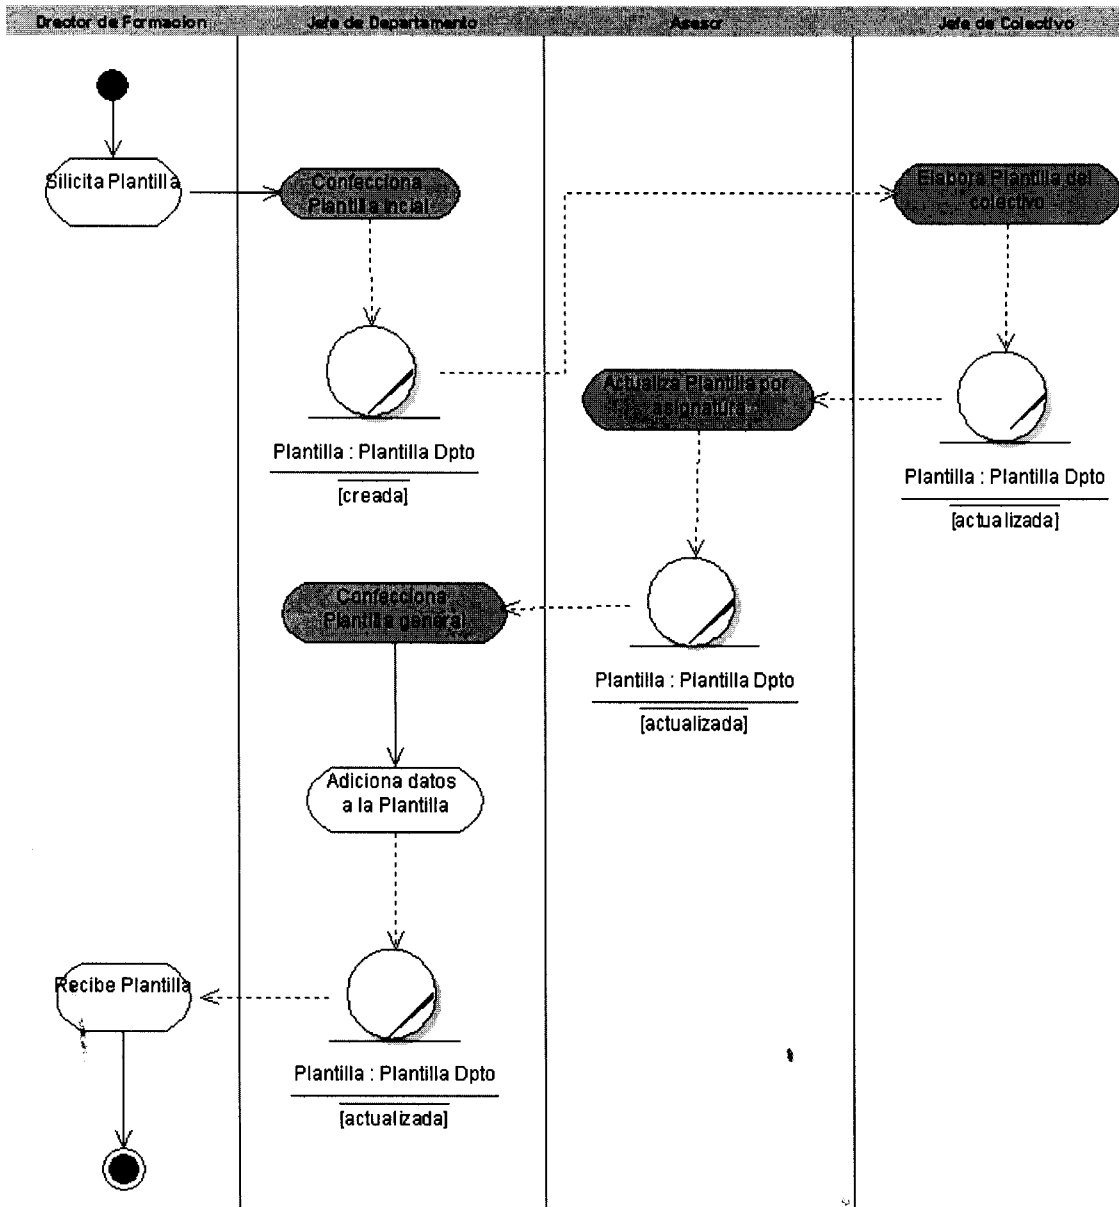 Drector de Formacion
Jefe de Departamento
Asesor
Jefe de Colectivo
Silicita Plantilla
Confecciona
Plantilla Incial
Elabora Plantilla del
colectivo
Actualiza Plantilla por
asignatura
Plantilla : Plantilla Dpto
[creada]
Plantilla : Plantilla Dpto
[actualizada]
Confecciona
Plantilla general
Plantilla : Plantilla Dpto
[actualizada]
Adiciona datos
a la Plantilla
Recibe Plantilla
Plantilla : Plantilla Dpto
[actualizada]